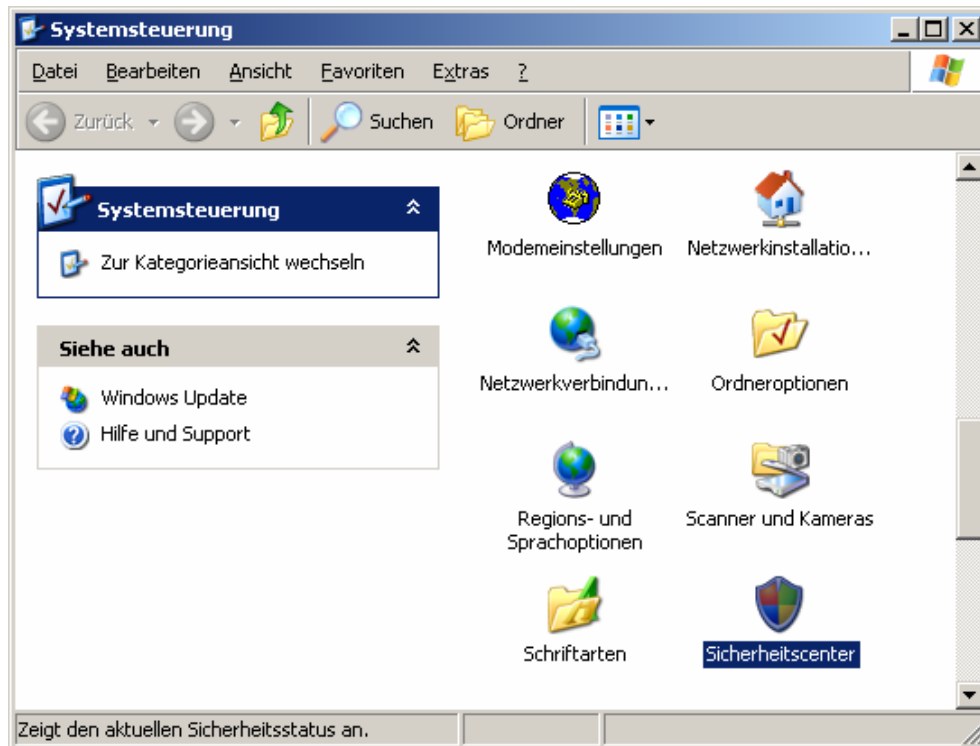 Systemsteuerung
Datei Bearbeiten Ansicht Favoriten Extras ?
Zurück Suchen Ordner
Systemsteuerung
Zur Kategorieansicht wechseln
Siehe auch
Windows Update
Hilfe und Support
Modemeinstellungen
Netzwerkinstallatio...
Netzwerkverbindun...
Ordneroptionen
Regions- und
Sprachoptionen
Scanner und Kameras
Schriftarten
Sicherheitscenter
Zeigt den aktuellen Sicherheitsstatus an.